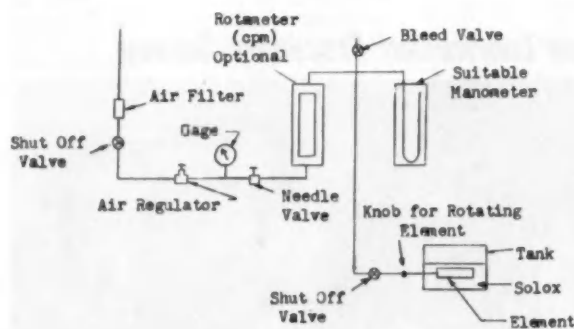 Rotameter
(cpm)
Optional
Bleed Valve
Suitable
Manometer
Air Filter
Gage
Shut Off
Valve
Air Regulator
Needle
Valve
Knob for Rotating
Element
Tank
Solox
Shut Off
Valve
Element